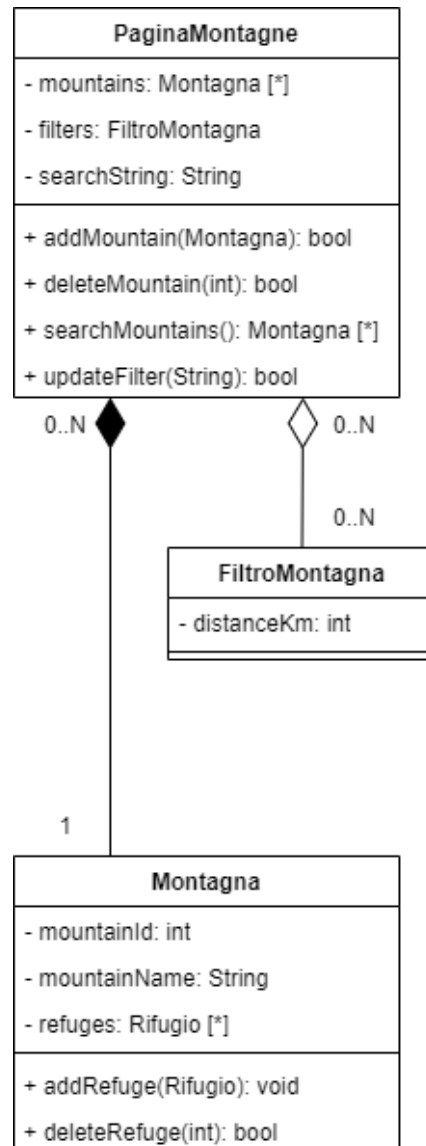 PaginaMontagne
- mountains: Montagna [*]
- filters: FiltroMontagna
- searchString: String
+ addMountain(Montagna): bool
+ deleteMountain(int): bool
+ searchMountains(): Montagna [*]
+ updateFilter(String): bool
0..N
0..N
0..N
FiltroMontagna
- distanceKm: int
1
Montagna
- mountainId: int
- mountainName: String
- refuges: Rifugio [*]
+ addRefuge(Rifugio): void
+ deleteRefuge(int): bool